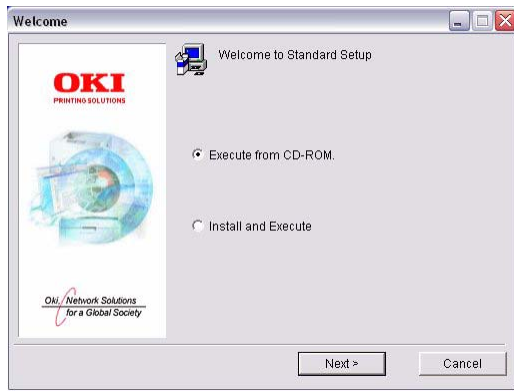 Welcome
OKI
PRINTING SOLUTIONS
Oki, Network Solutions
for a Global Society
Welcome to Standard Setup
Execute from CD-ROM.
Install and Execute
Next >
Cancel